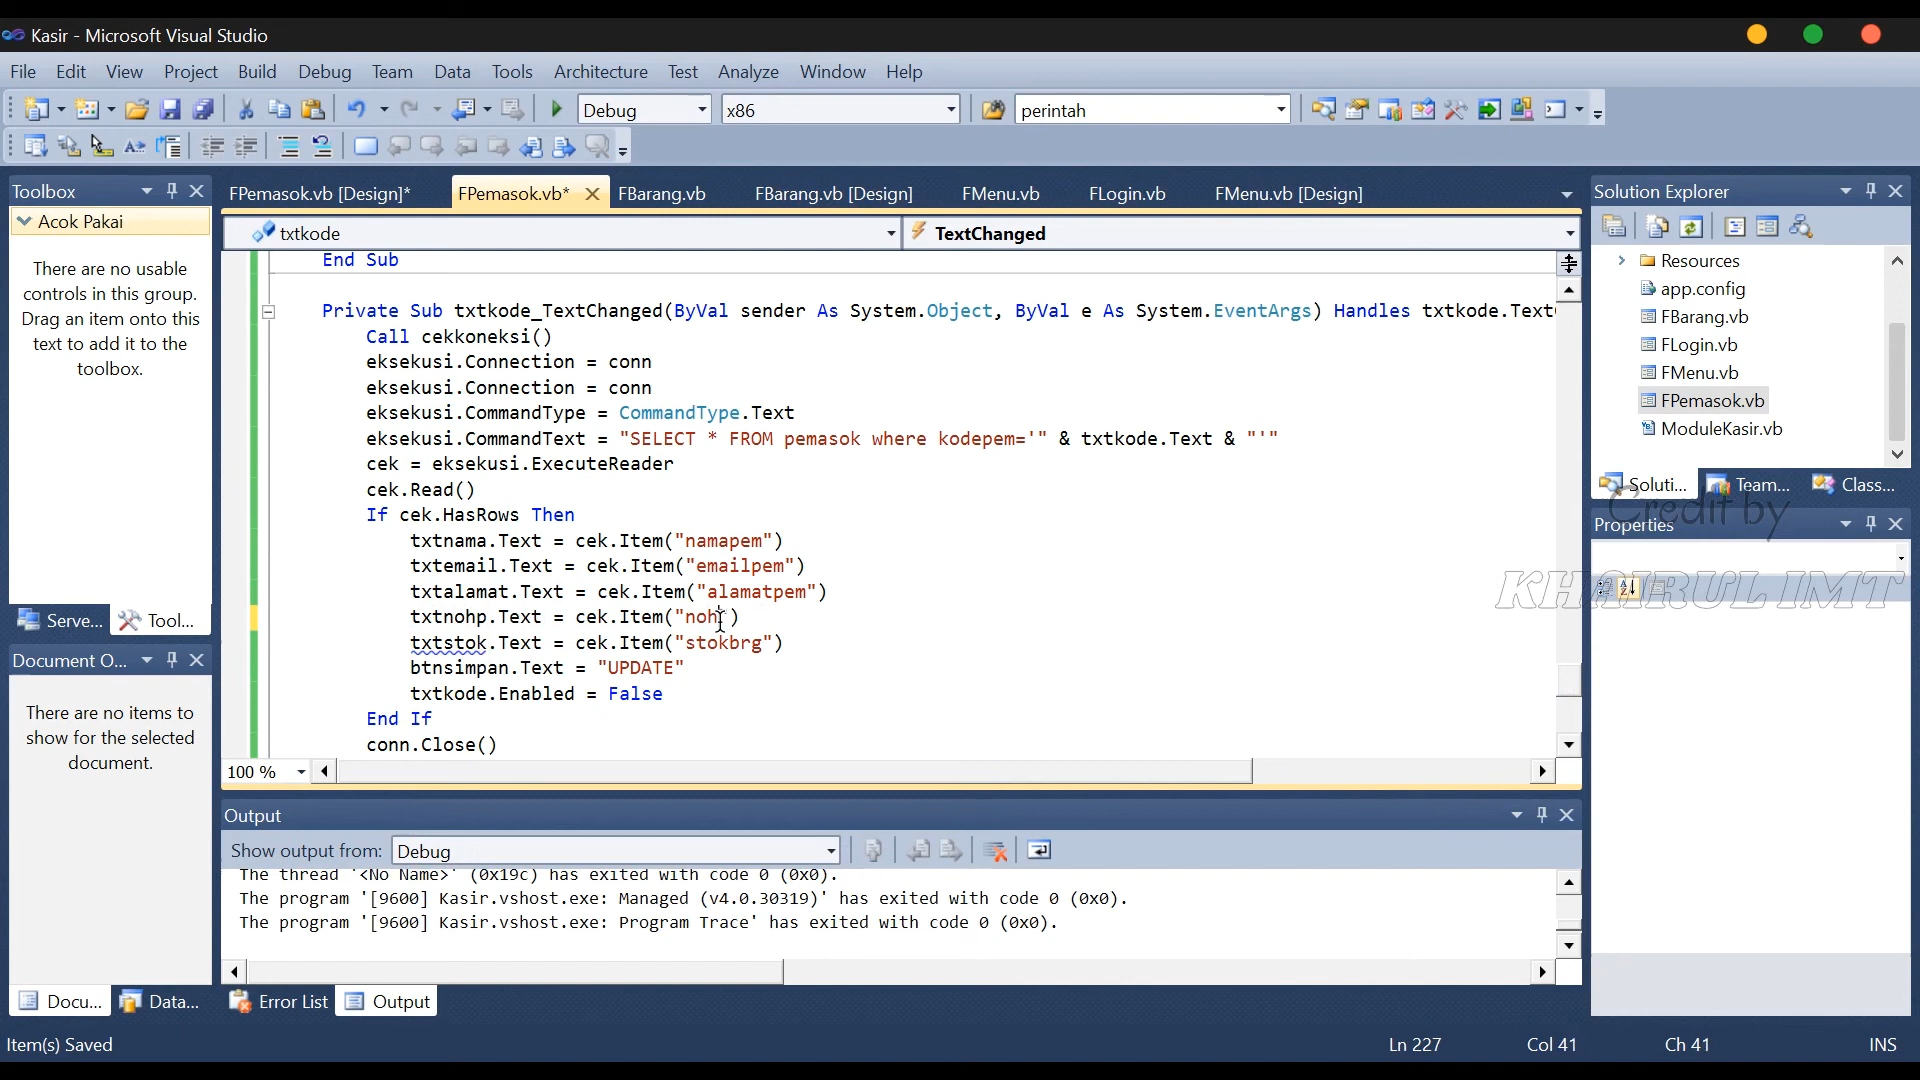 Kasir - Microsoft Visual Studio
File Edit View Project Build Debug Team Data Tools Architecture Test Analyze Window Help
Debug x86 perintah
Toolbox
Acok Pakai
There are no usable
controls in this group.
Drag an item onto this
text to add it to the
toolbox.
Serve... Tool...
Document O...
There are no items to
show for the selected
document.
Docu... Data...
FPemasok.vb [Design]* FPemasok.vb* FBarang.vb FBarang.vb [Design] FMenu.vb FLogin.vb FMenu.vb [Design]
txtkode TextChanged
End Sub
Private Sub txtkode_TextChanged(ByVal sender As System.Object, ByVal e As System.EventArgs) Handles txtkode.Text
Call cekkoneksi()
eksekusi.Connection = conn
eksekusi.Connection = conn
eksekusi.CommandType = CommandType.Text
eksekusi.CommandText = "SELECT * FROM pemasok where kodepem='" & txtkode.Text & "'"
cek = eksekusi.ExecuteReader
cek.Read()
If cek.HasRows Then
txtnama.Text = cek.Item("namapem")
txtemail.Text = cek.Item("emailpem")
txtalamat.Text = cek.Item("alamatpem")
txtnohp.Text = cek.Item("noh")
txtstok.Text = cek.Item("stokbrg")
btnsimpan.Text = "UPDATE"
txtkode.Enabled = False
End If
conn.Close()
100 %
Output
Show output from: Debug
The thread '<No Name>' (0x19c) has exited with code 0 (0x0).
The program '[9600] Kasir.vshost.exe: Managed (v4.0.30319)' has exited with code 0 (0x0).
The program '[9600] Kasir.vshost.exe: Program Trace' has exited with code 0 (0x0).
Error List Output
Solution Explorer
Resources
app.config
FBarang.vb
FLogin.vb
FMenu.vb
FPemasok.vb
ModuleKasir.vb
Soluti... Team... Class...
Credit by
Properties
KHAIRUL IMT
Item(s) Saved Ln 227 Col 41 Ch 41 INS